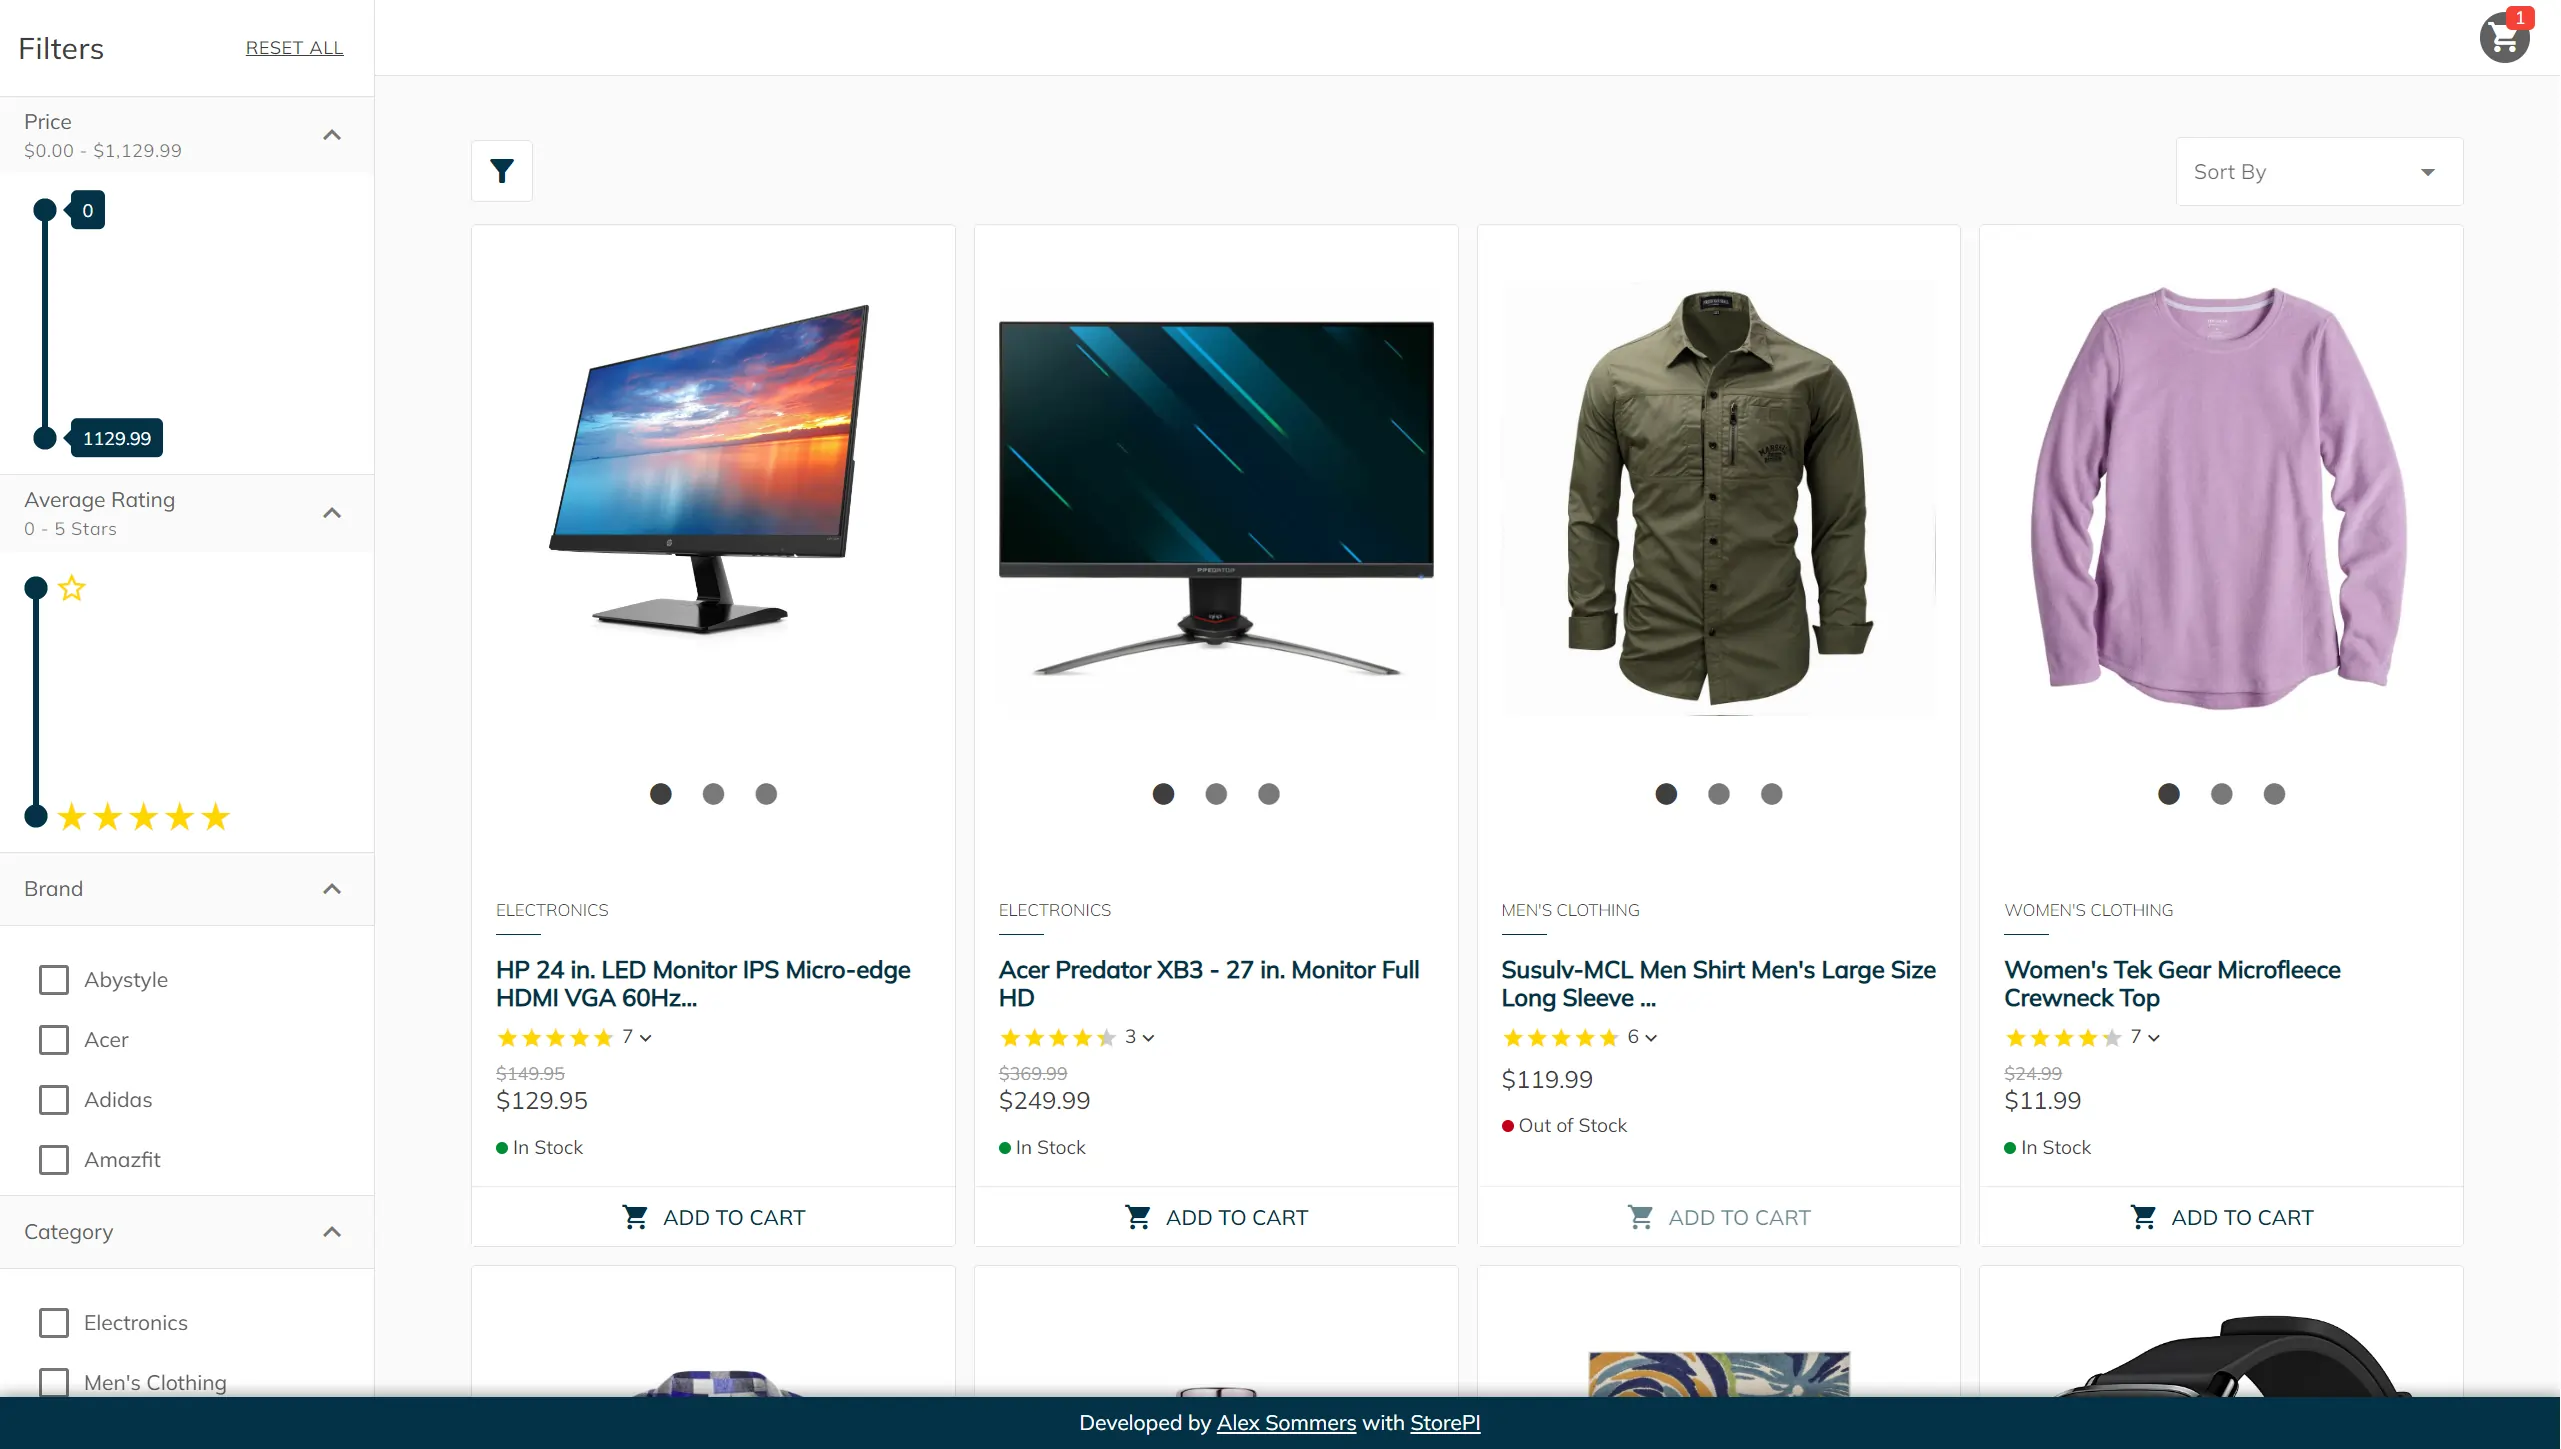 Filters
RESET ALL
1
Price
$0.00 - $1,129.99
0
1129.99
Average Rating
0 - 5 Stars
Brand
Abystyle
Acer
Adidas
Amazfit
Category
Electronics
Men's Clothing
Sort By
ELECTRONICS
HP 24 in. LED Monitor IPS Micro-edge
HDMI VGA 60Hz...
7
$149.95
$129.95
In Stock
ADD TO CART
PREDATOR
ELECTRONICS
Acer Predator XB3 - 27 in. Monitor Full
HD
3
$369.99
$249.99
In Stock
ADD TO CART
MEN'S CLOTHING
Susulv-MCL Men Shirt Men's Large Size
Long Sleeve ...
6
$119.99
Out of Stock
ADD TO CART
WOMEN'S CLOTHING
Women's Tek Gear Microfleece
Crewneck Top
7
$24.99
$11.99
In Stock
ADD TO CART
Developed by Alex Sommers with StorePI